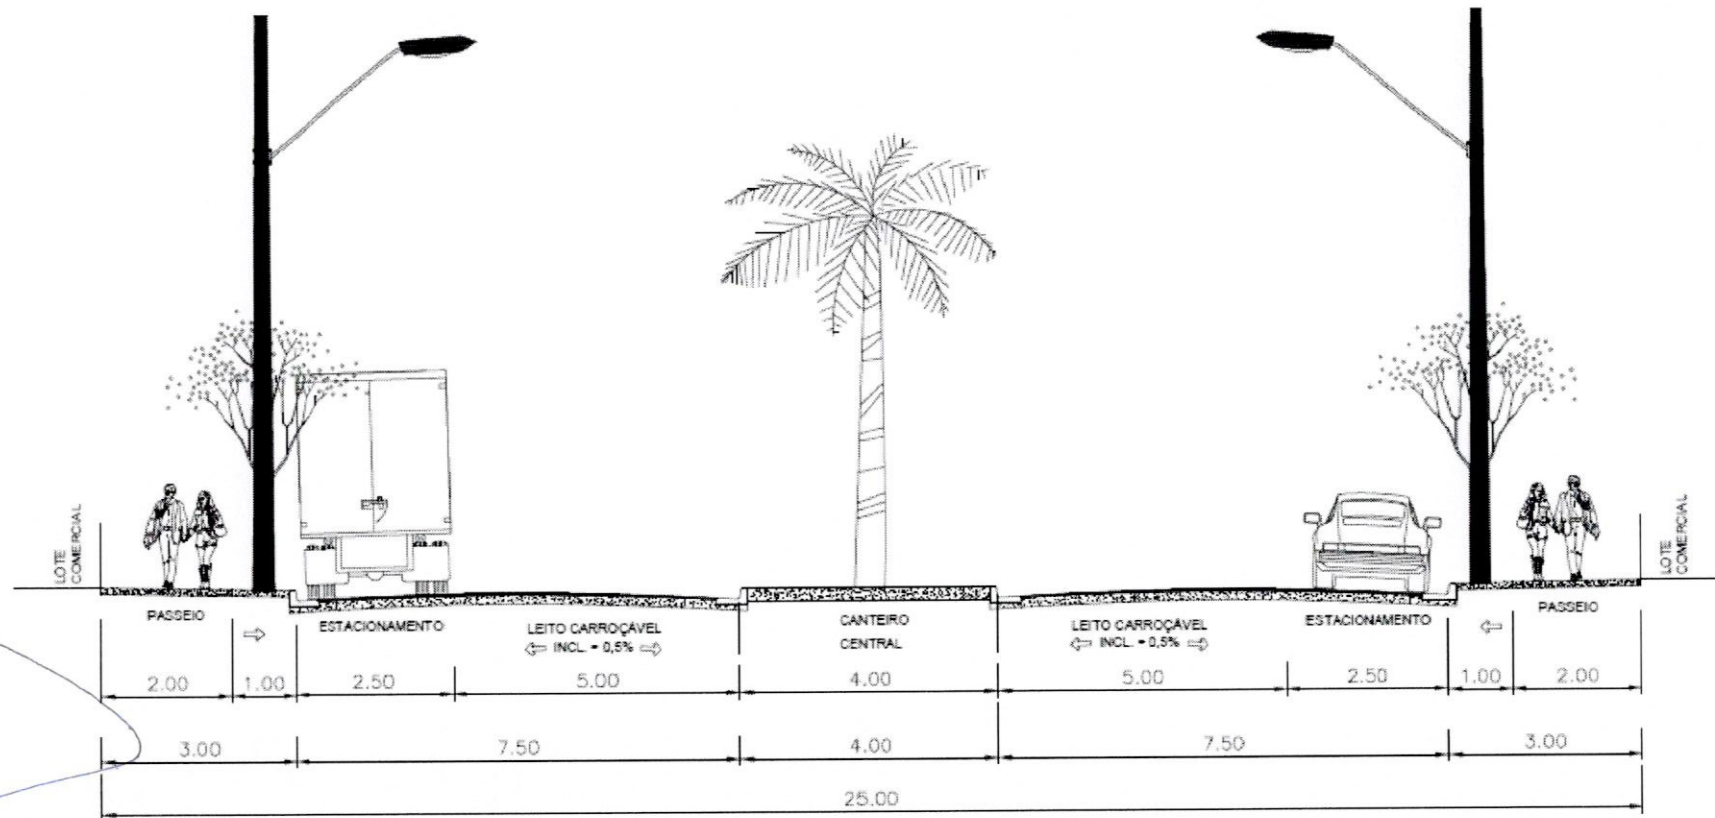 LOTE
COMERCIAL
LOTE
COMERCIAL
PASSEIO
ESTACIONAMENTO
LEITO CARROÇÁVEL
INCL. = 0,5%
CANTEIRO
CENTRAL
LEITO CARROÇÁVEL
INCL. = 0,5%
ESTACIONAMENTO
PASSEIO
2.00 1.00 2.50 5.00 4.00 5.00 2.50 1.00 2.00
3.00 7.50 4.00 7.50 3.00
25.00